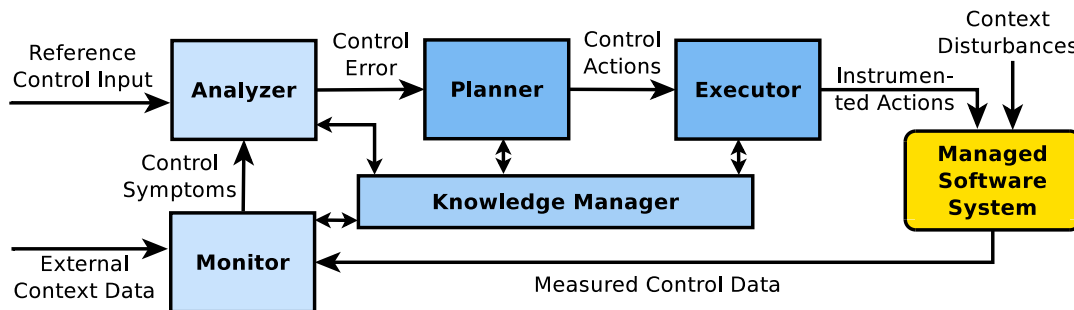 Reference
Control Input
Analyzer
Control
Error
Planner
Control
Actions
Executor
Instrumen-
ted Actions
Context
Disturbances
Control
Symptoms
Knowledge Manager
Managed
Software
System
External
Context Data
Monitor
Measured Control Data